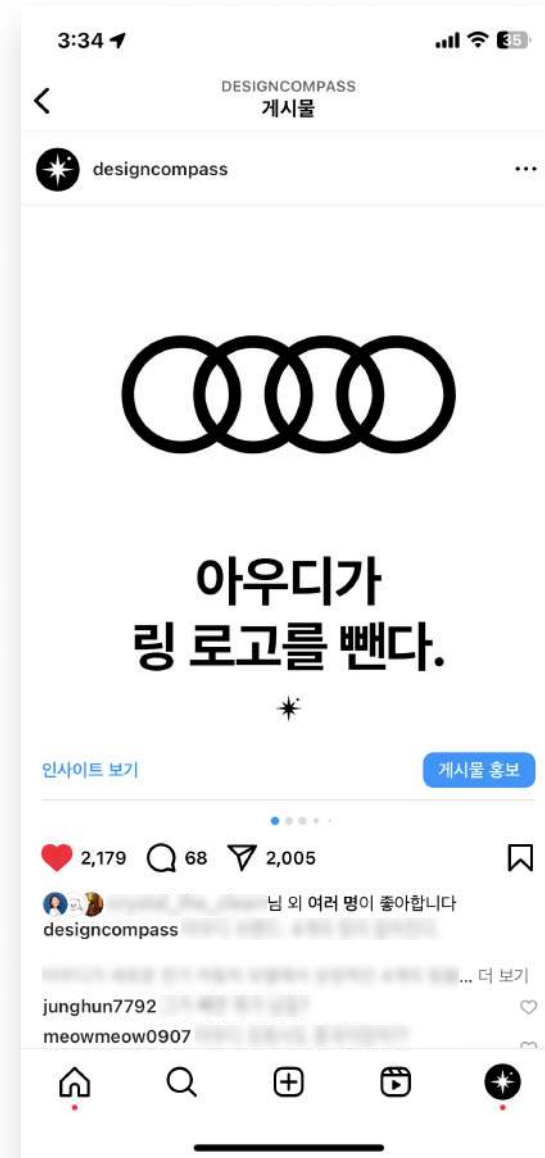 3:34
35
DESIGNCOMPASS
게시물
designcompass
아우디가
링 로고를 뺀다.
인사이트 보기
게시물 홍보
2,179
68
2,005
님 외 여러 명이 좋아합니다
designcompass
... 더 보기
junghun7792
meowmeow0907